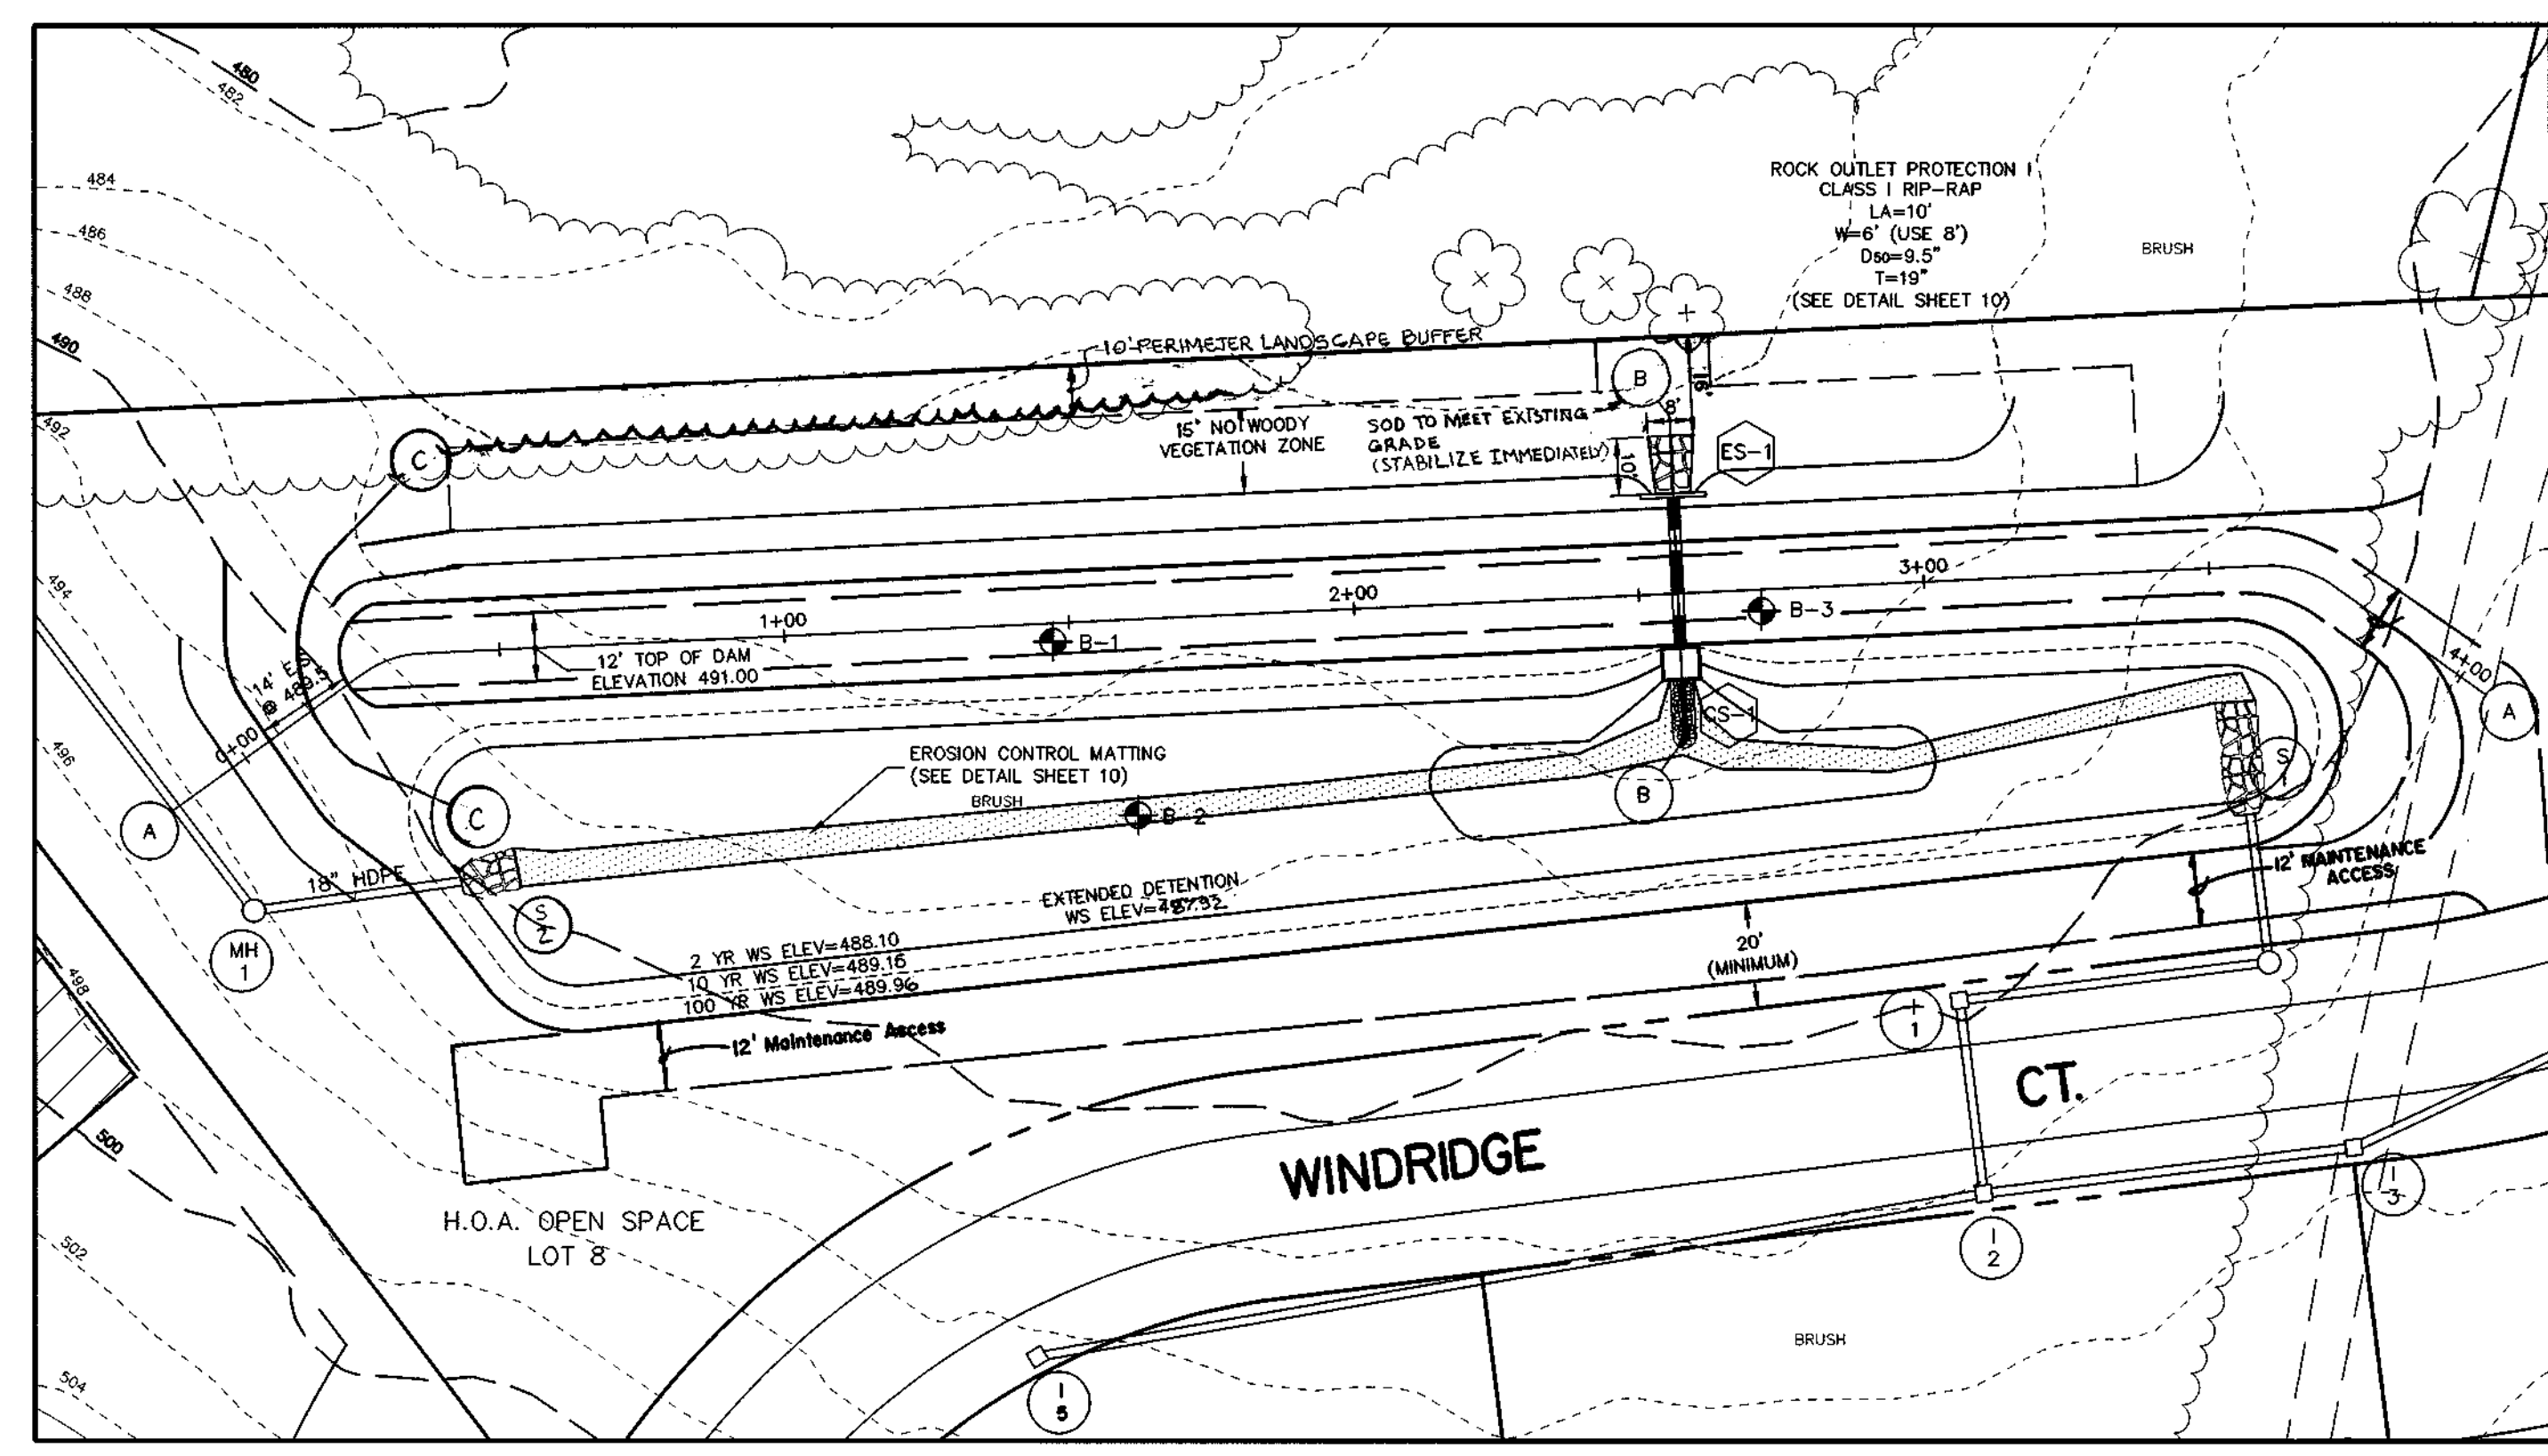 480
482
484
486
488
490
492
494
496
498
500
502
504
ROCK OUTLET PROTECTION I
CLASS I RIP-RAP
LA=10'
W=6' (USE 8')
D50=9.5"
T=19"
(SEE DETAIL SHEET 10)
BRUSH
10' PERIMETER LANDSCAPE BUFFER
B
16'
8'
10'
C
15' NO WOODY
VEGETATION ZONE
SOD TO MEET EXISTING
GRADE
(STABILIZE IMMEDIATELY)
ES-1
0+00
1+00
2+00
3+00
4+00
B-1
B-3
12' TOP OF DAM
ELEVATION 491.00
14' E.S.
@ 489.5
A
A
CS-1
EROSION CONTROL MATTING
(SEE DETAIL SHEET 10)
BRUSH
B-2
B
C
S
1
18" HDPE
MH
1
S
2
EXTENDED DETENTION
WS ELEV=487.92
2 YR WS ELEV=488.10
10 YR WS ELEV=489.15
100 YR WS ELEV=489.96
12' MAINTENANCE
ACCESS
20'
(MINIMUM)
12' Maintenance Access
I
1
WINDRIDGE
CT.
I
3
I
2
H.O.A. OPEN SPACE
LOT 8
BRUSH
I
5